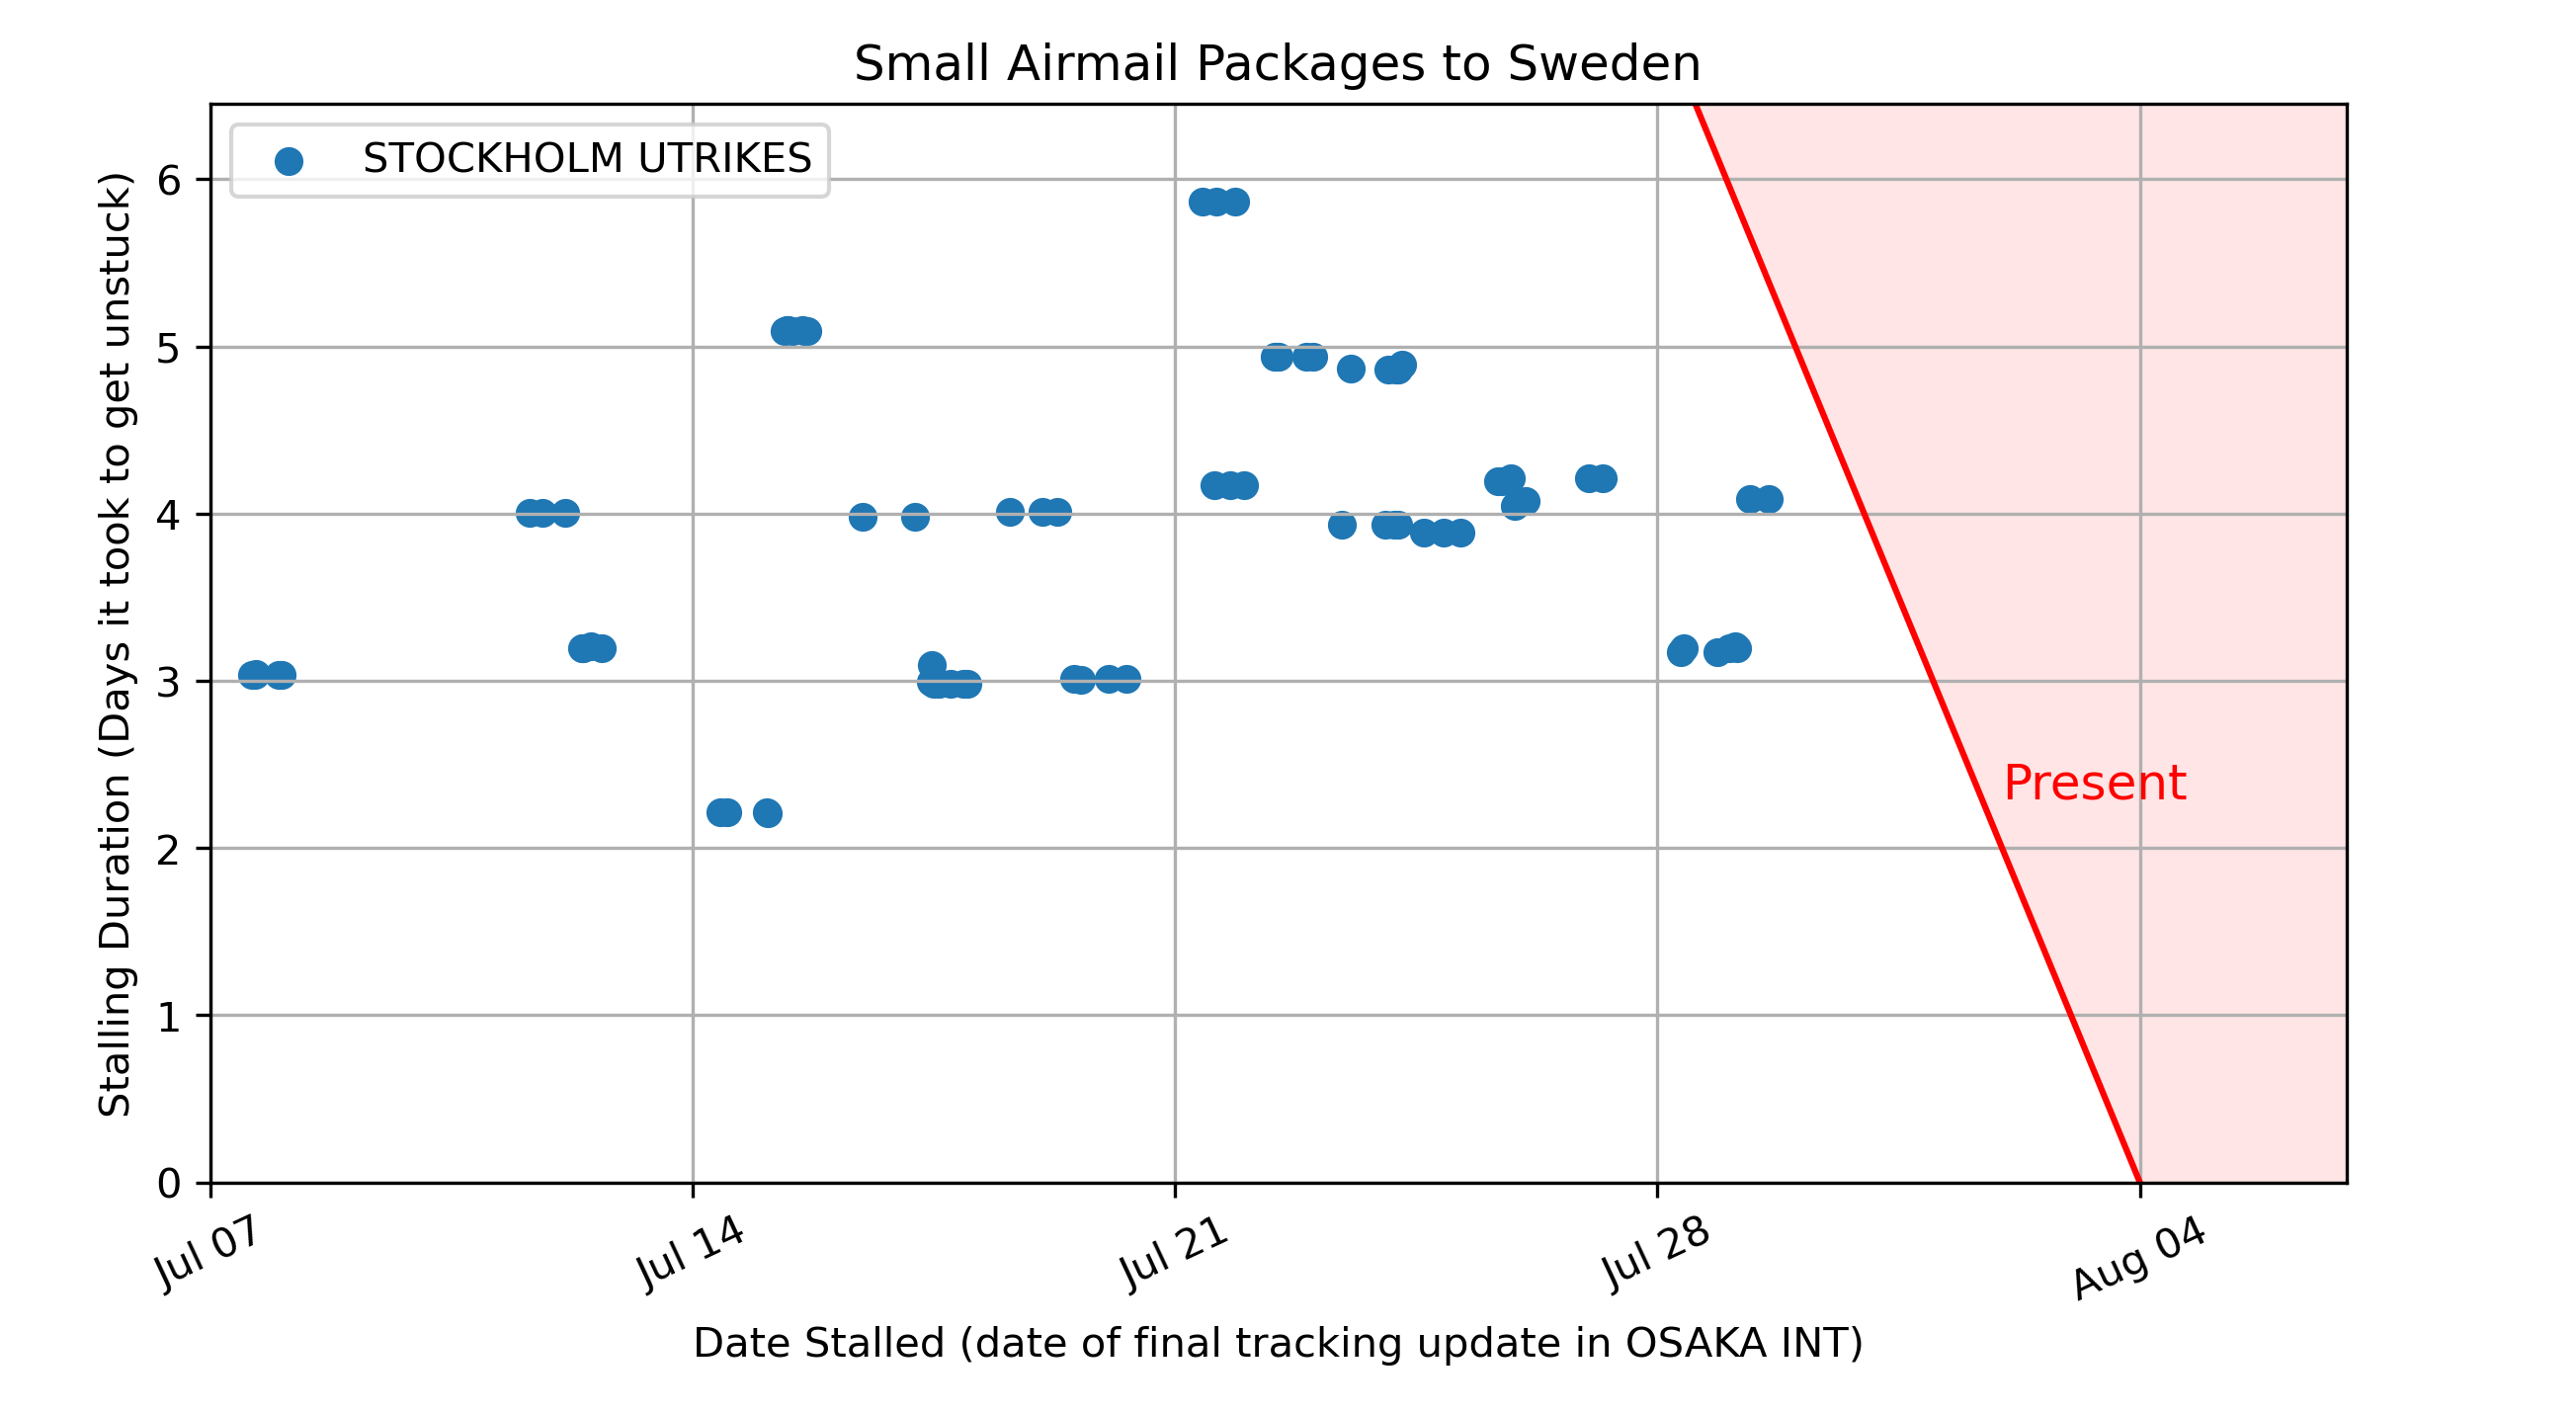 Small Airmail Packages to Sweden
STOCKHOLM UTRIKES
Stalling Duration (Days it took to get unstuck)
6
5
4
3
2
1
0
Present
Jul 07
Jul 14
Jul 21
Jul 28
Aug 04
Date Stalled (date of final tracking update in OSAKA INT)